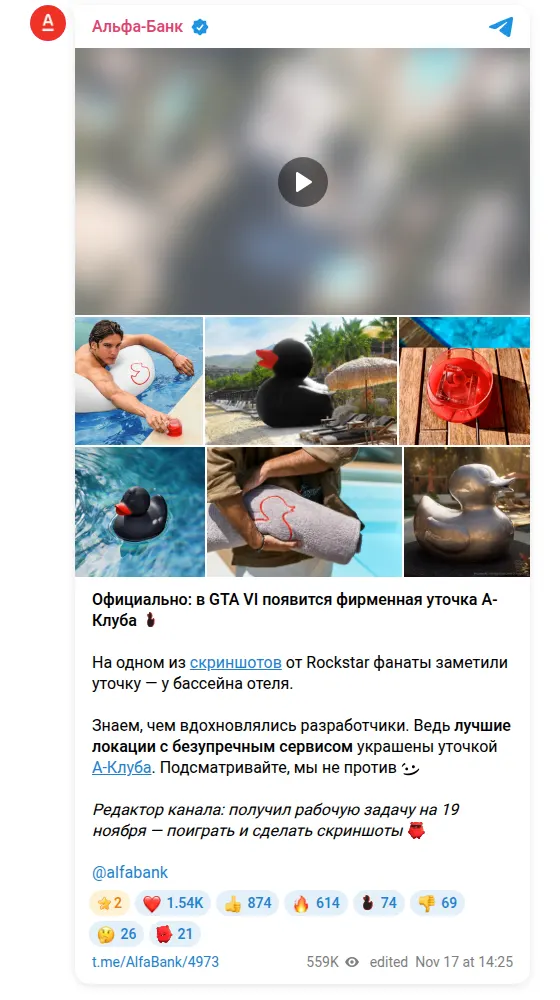 Альфа-Банк
Официально: в GTA VI появится фирменная уточка А-
Клуба
На одном из скриншотов от Rockstar фанаты заметили
уточку — у бассейна отеля.
Знаем, чем вдохновлялись разработчики. Ведь лучшие
локации с безупречным сервисом украшены уточкой
А-Клуба. Подсматривайте, мы не против
Редактор канала: получил рабочую задачу на 19
ноября — поиграть и сделать скриншоты
@alfabank
2 1.54K 874 614 74 69
26 21
t.me/AlfaBank/4973 559K edited Nov 17 at 14:25